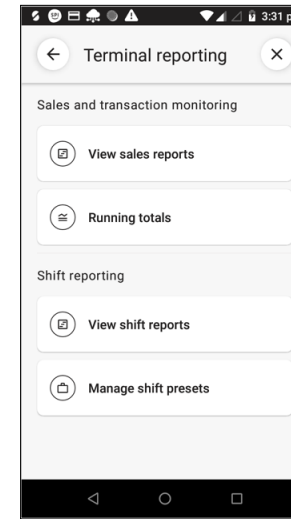 3:31 p
Terminal reporting
Sales and transaction monitoring
View sales reports
Running totals
Shift reporting
View shift reports
Manage shift presets